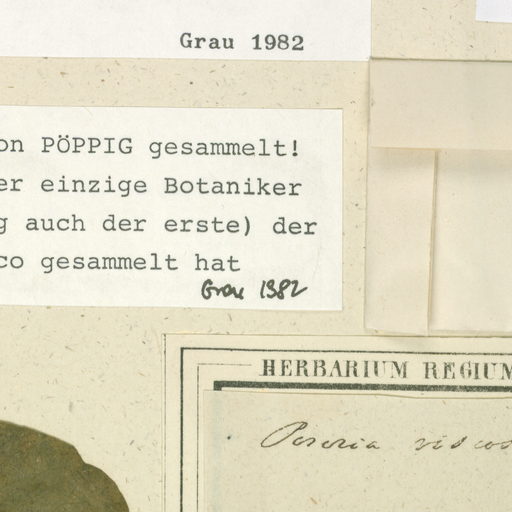 Grau 1982
on PÖPPIG gesammelt!
er einzige Botaniker
g auch der erste) der
co gesammelt hat
Grau 1982
HERBARIUM REGIUM